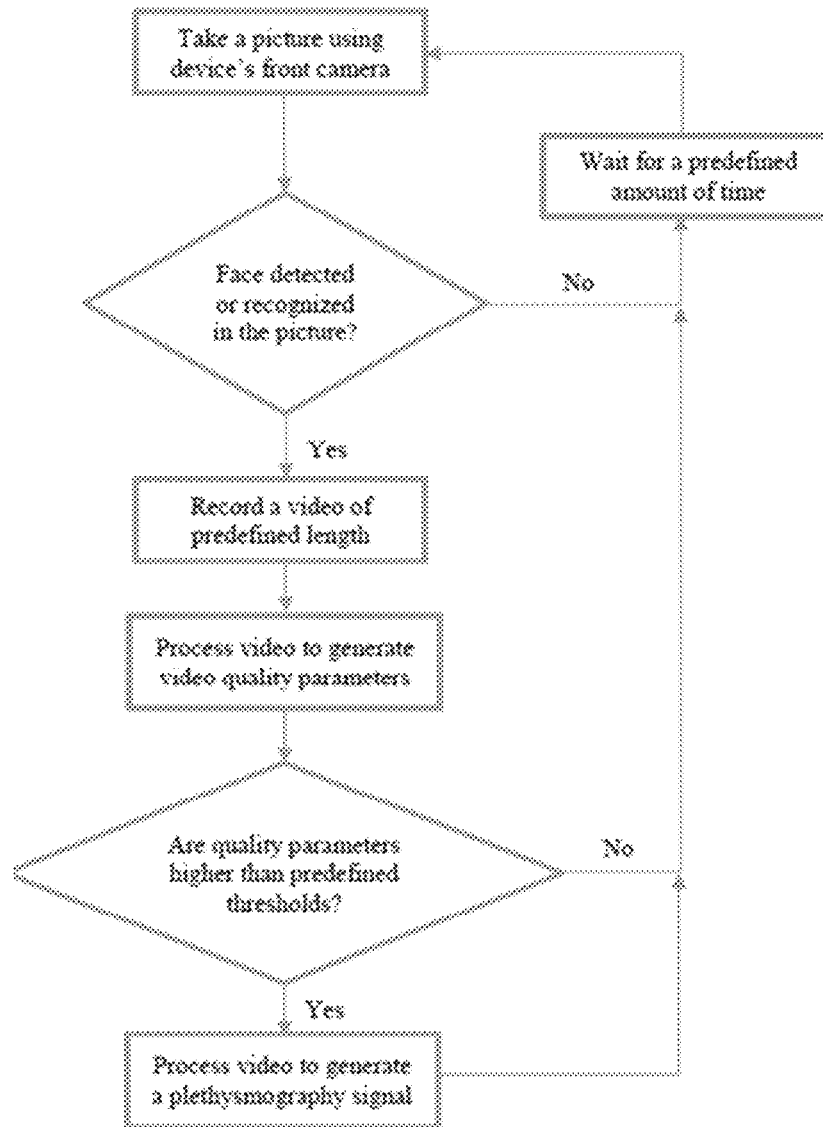 Take a picture using
device's front camera
Wait for a predefined
amount of time
Face detected
or recognized
in the picture?
No
Yes
Record a video of
predefined length
Process video to generate
video quality parameters
Are quality parameters
higher than predefined
thresholds?
No
Yes
Process video to generate
a plethysmography signal